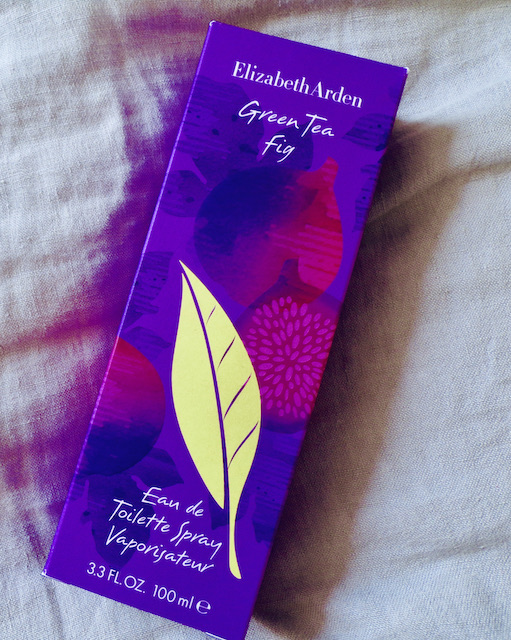 Elizabeth Arden
Green Tea
Fig
Eau de
Toilette Spray
Vaporisateur
3.3 FL. OZ. 100 ml ℮